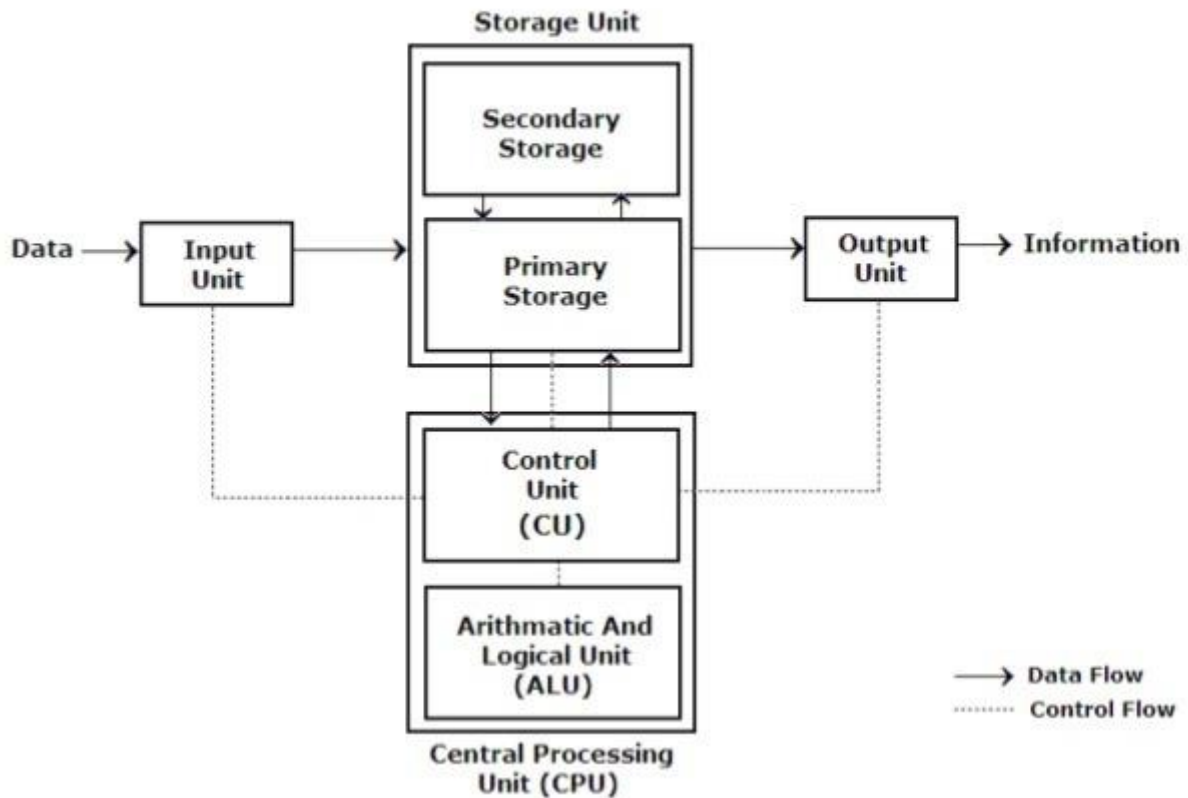 Storage Unit
Secondary
Storage
Data
Input
Unit
Primary
Storage
Output
Unit
Information
Control
Unit
(CU)
Arithmatic And
Logical Unit
(ALU)
Data Flow
Control Flow
Central Processing
Unit (CPU)